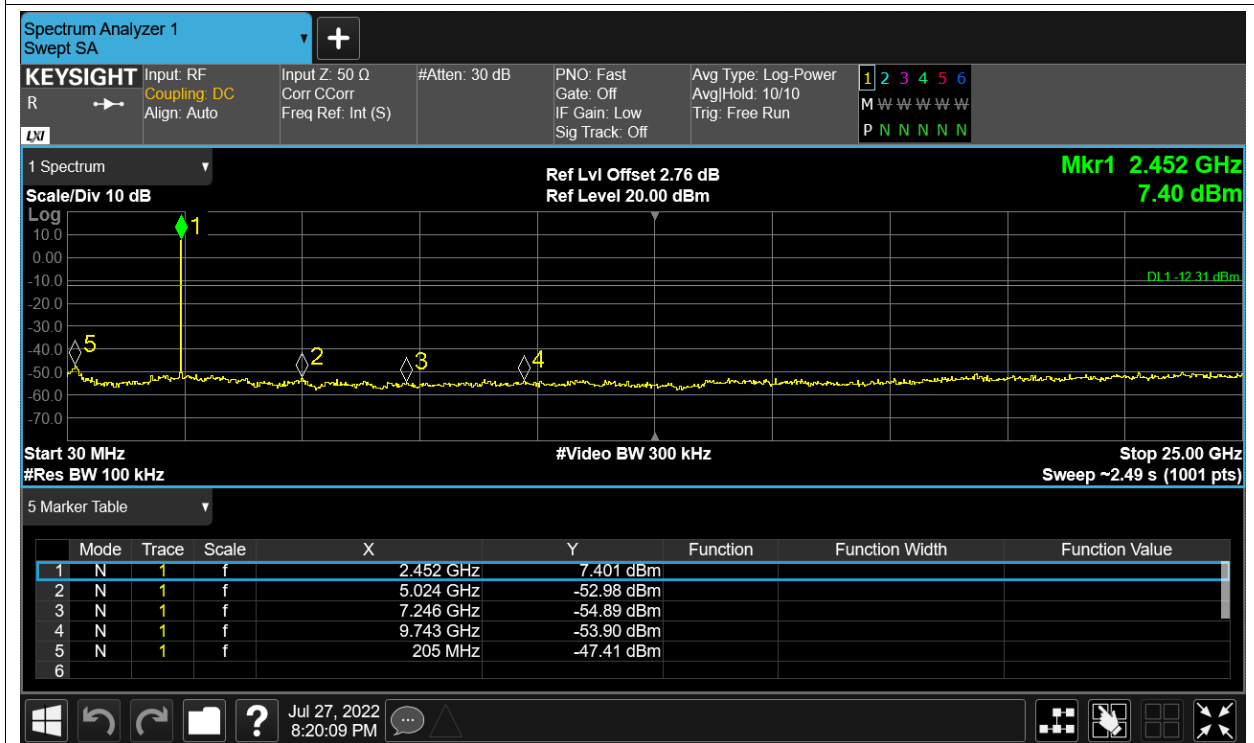 Spectrum Analyzer 1
Swept SA
KEYSIGHT Input: RF Input Z: 50 Ω #Atten: 30 dB PNO: Fast Avg Type: Log-Power 1 2 3 4 5 6
R Coupling: DC Corr CCorr Gate: Off Avg|Hold: 10/10 M W W W W W W
Align: Auto Freq Ref: Int (S) IF Gain: Low Trig: Free Run
LXI Sig Track: Off P N N N N N
1 Spectrum Ref Lvl Offset 2.76 dB Mkr1 2.452 GHz
Scale/Div 10 dB Ref Level 20.00 dBm 7.40 dBm
Log
1
10.0
0.00
-10.0 DL1 -12.31 dBm
-20.0
-30.0
-40.0 5 2 3 4
-50.0
-60.0
-70.0
Start 30 MHz #Video BW 300 kHz Stop 25.00 GHz
#Res BW 100 kHz Sweep ~2.49 s (1001 pts)
5 Marker Table
Mode Trace Scale X Y Function Function Width Function Value
1 N 1 f 2.452 GHz 7.401 dBm
2 N 1 f 5.024 GHz -52.98 dBm
3 N 1 f 7.246 GHz -54.89 dBm
4 N 1 f 9.743 GHz -53.90 dBm
5 N 1 f 205 MHz -47.41 dBm
6
? Jul 27, 2022
8:20:09 PM